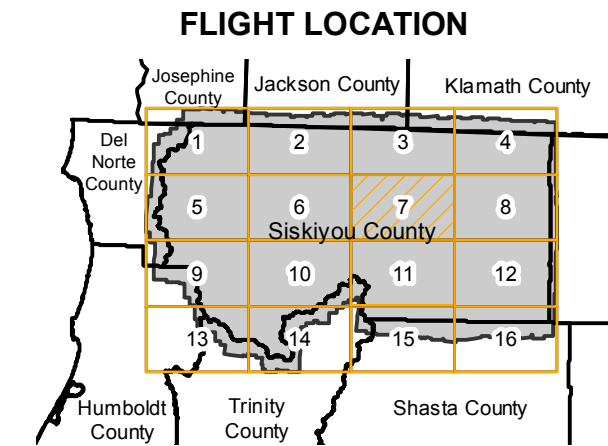 FLIGHT LOCATION
Josephine
County
Jackson County
Klamath County
Del
Norte
County
1
2
3
4
5
6
7
8
Siskiyou County
9
10
11
12
13
14
15
16
Humboldt
County
Trinity
County
Shasta County